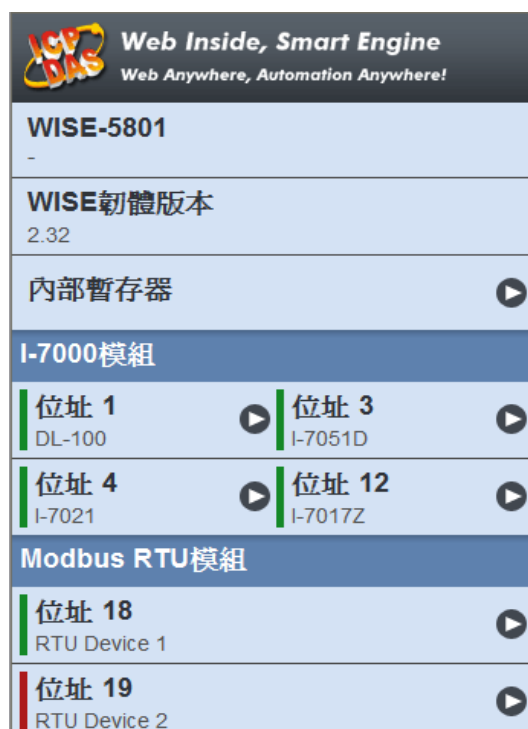 ICP DAS
Web Inside, Smart Engine
Web Anywhere, Automation Anywhere!
WISE-5801
-
WISE韌體版本
2.32
內部暫存器
I-7000模組
位址 1
DL-100
位址 3
I-7051D
位址 4
I-7021
位址 12
I-7017Z
Modbus RTU模組
位址 18
RTU Device 1
位址 19
RTU Device 2